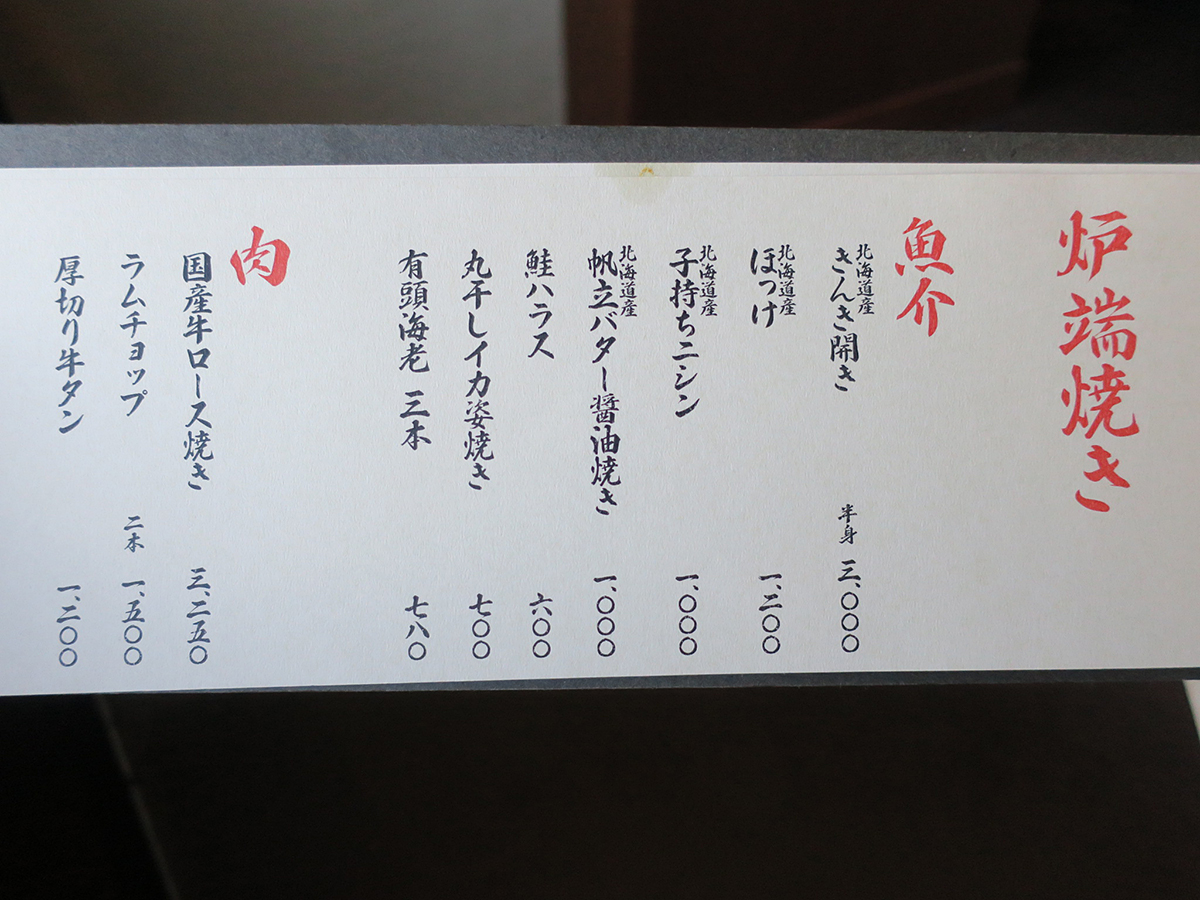 炉端焼き
魚介
北海道産
きんき開き 半身 三、〇〇〇
北海道産
ほっけ 一、二〇〇
北海道産
子持ちニシン 一、〇〇〇
北海道産
帆立バター醤油焼き 一、〇〇〇
鮭ハラス 六〇〇
丸干しイカ姿焼き 七〇〇
有頭海老 三本 七八〇
肉
国産牛ロース焼き 三、二五〇
ラムチョップ 二本 一、五〇〇
厚切り牛タン 一、二〇〇